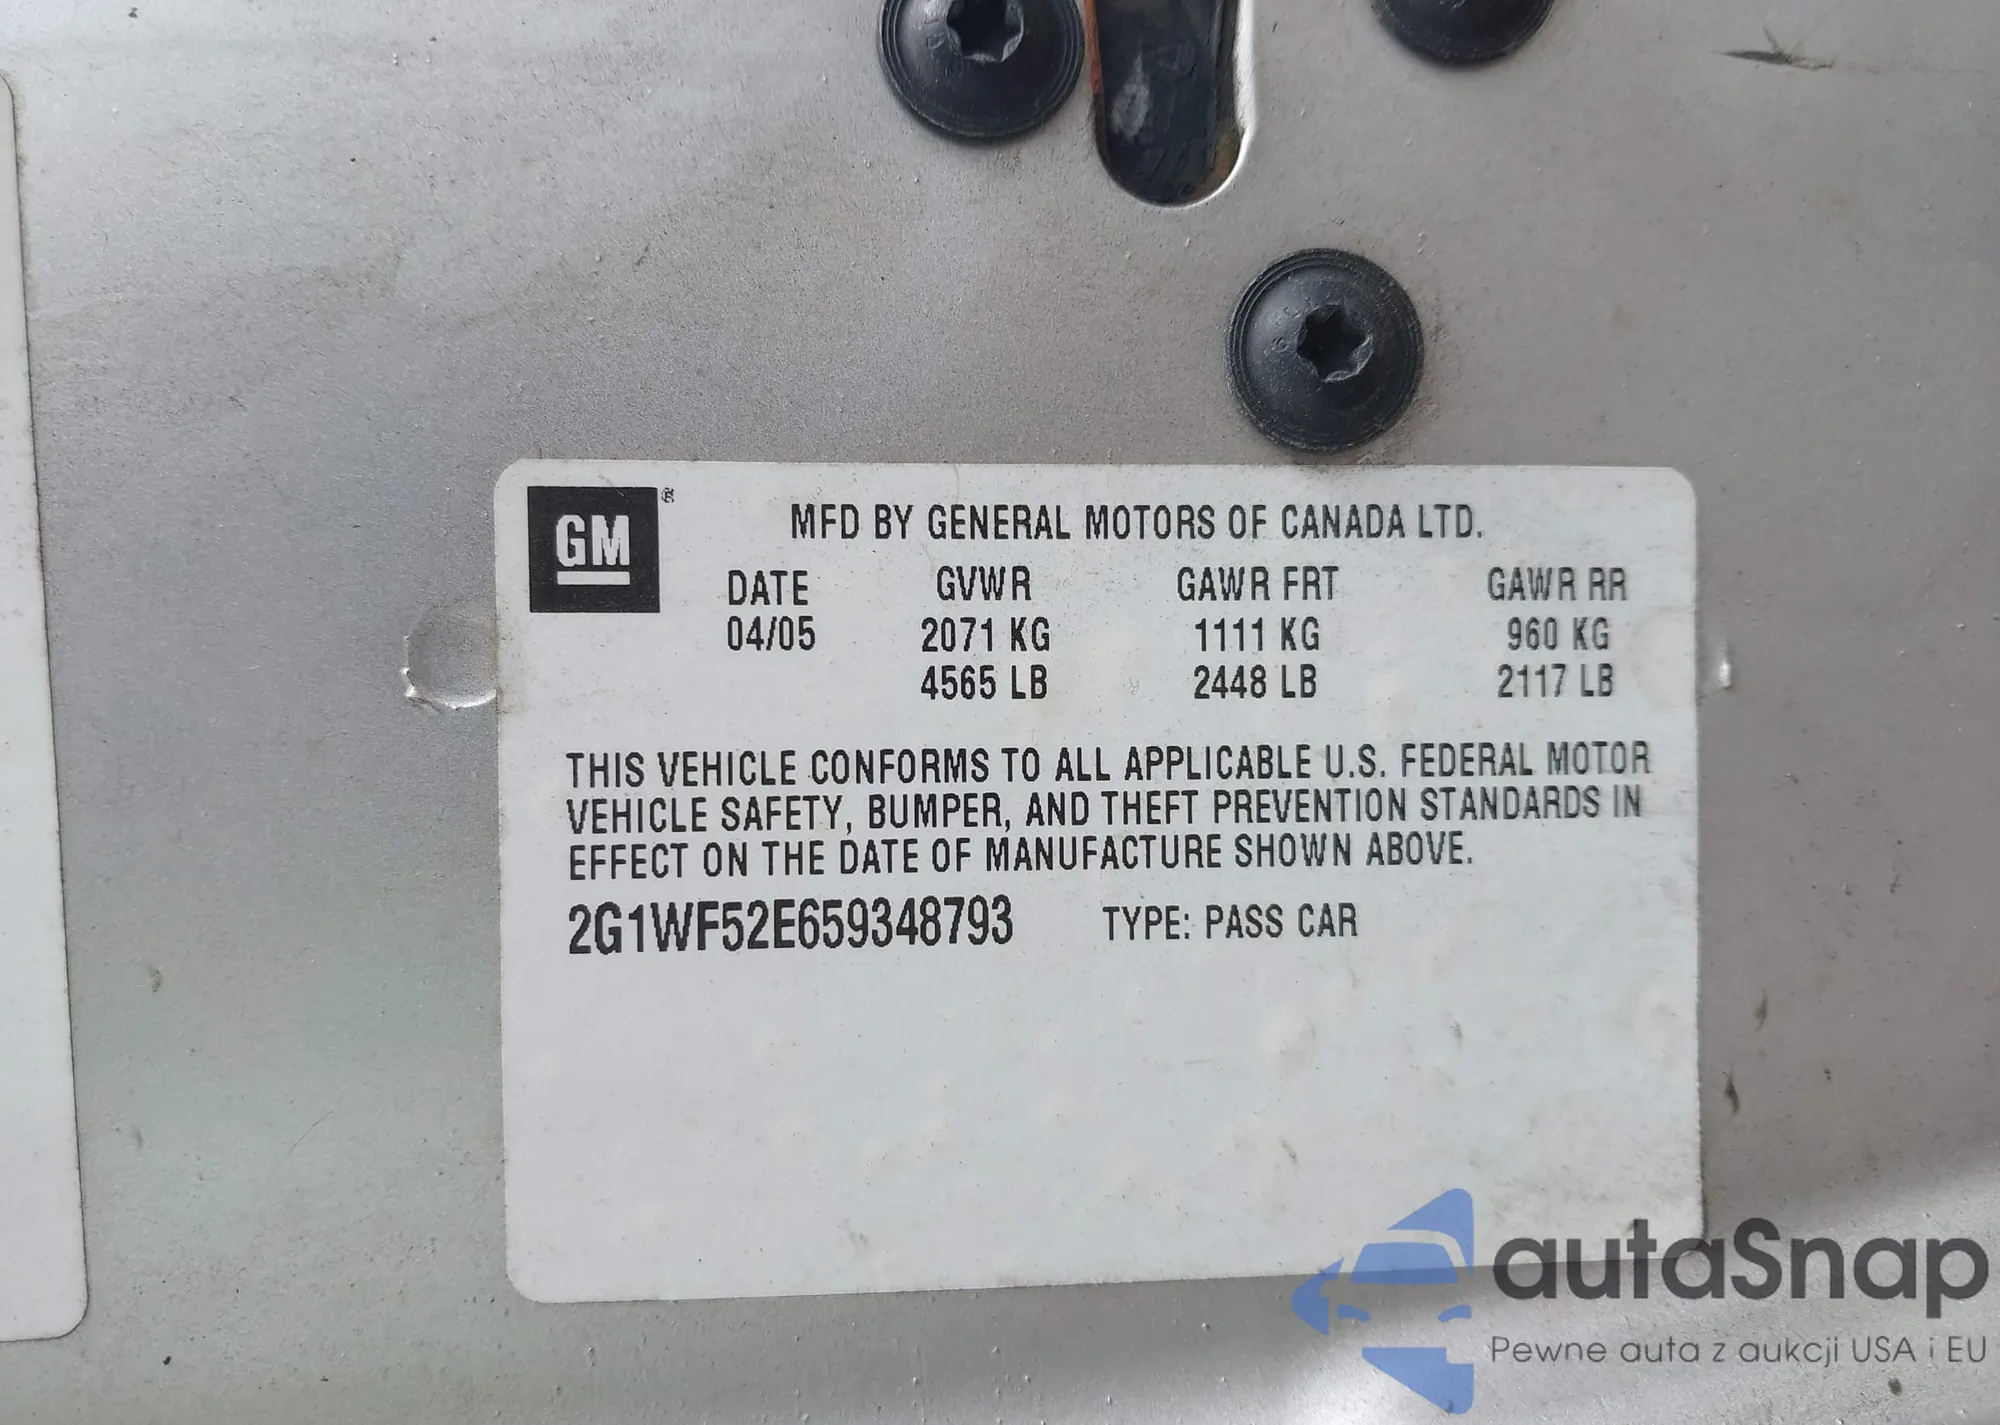 GM ®
MFD BY GENERAL MOTORS OF CANADA LTD.
DATE GVWR GAWR FRT GAWR RR
04/05 2071 KG 1111 KG 960 KG
4565 LB 2448 LB 2117 LB
THIS VEHICLE CONFORMS TO ALL APPLICABLE U.S. FEDERAL MOTOR
VEHICLE SAFETY, BUMPER, AND THEFT PREVENTION STANDARDS IN
EFFECT ON THE DATE OF MANUFACTURE SHOWN ABOVE.
2G1WF52E659348793 TYPE: PASS CAR
autaSnap
Pewne auta z aukcji USA i EU